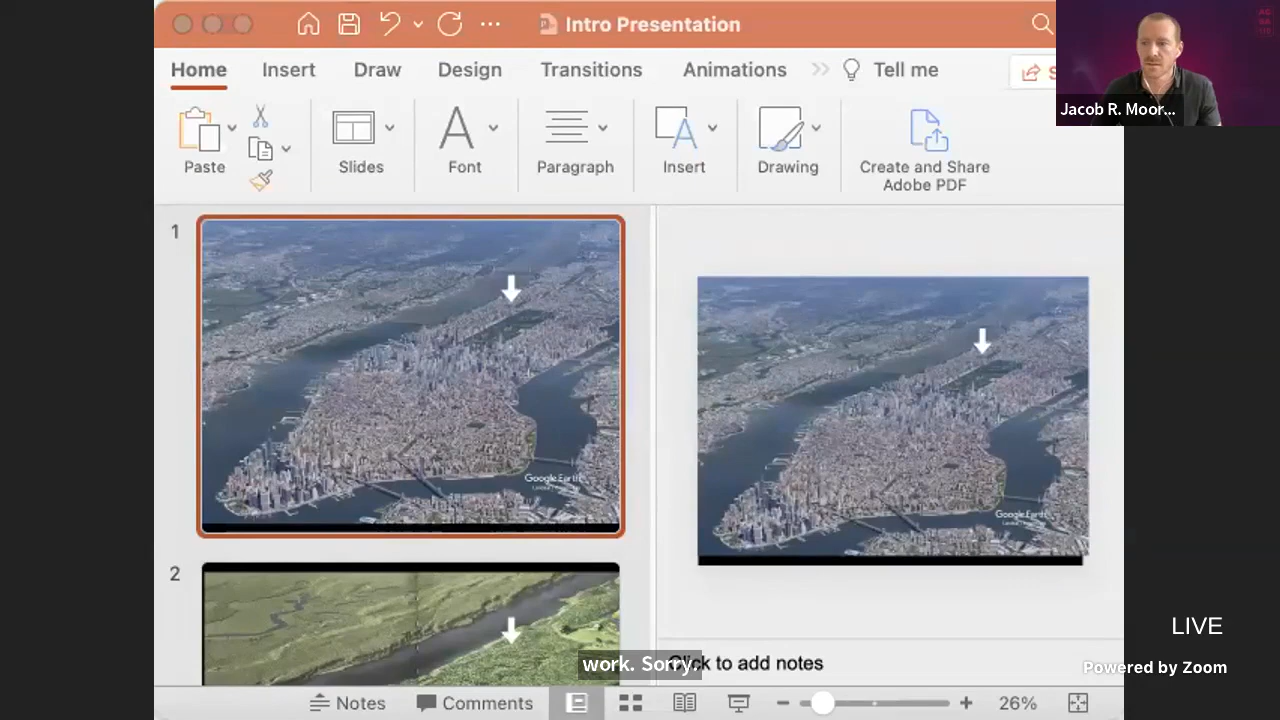 Intro Presentation
Home Insert Draw Design Transitions Animations Tell me S
Paste Slides Font Paragraph Insert Drawing Create and Share
Adobe PDF
Jacob R. Moor...
1
Google Earth
Google Earth
2
work. Sorry.
Click to add notes
LIVE
Powered by Zoom
Notes Comments 26%